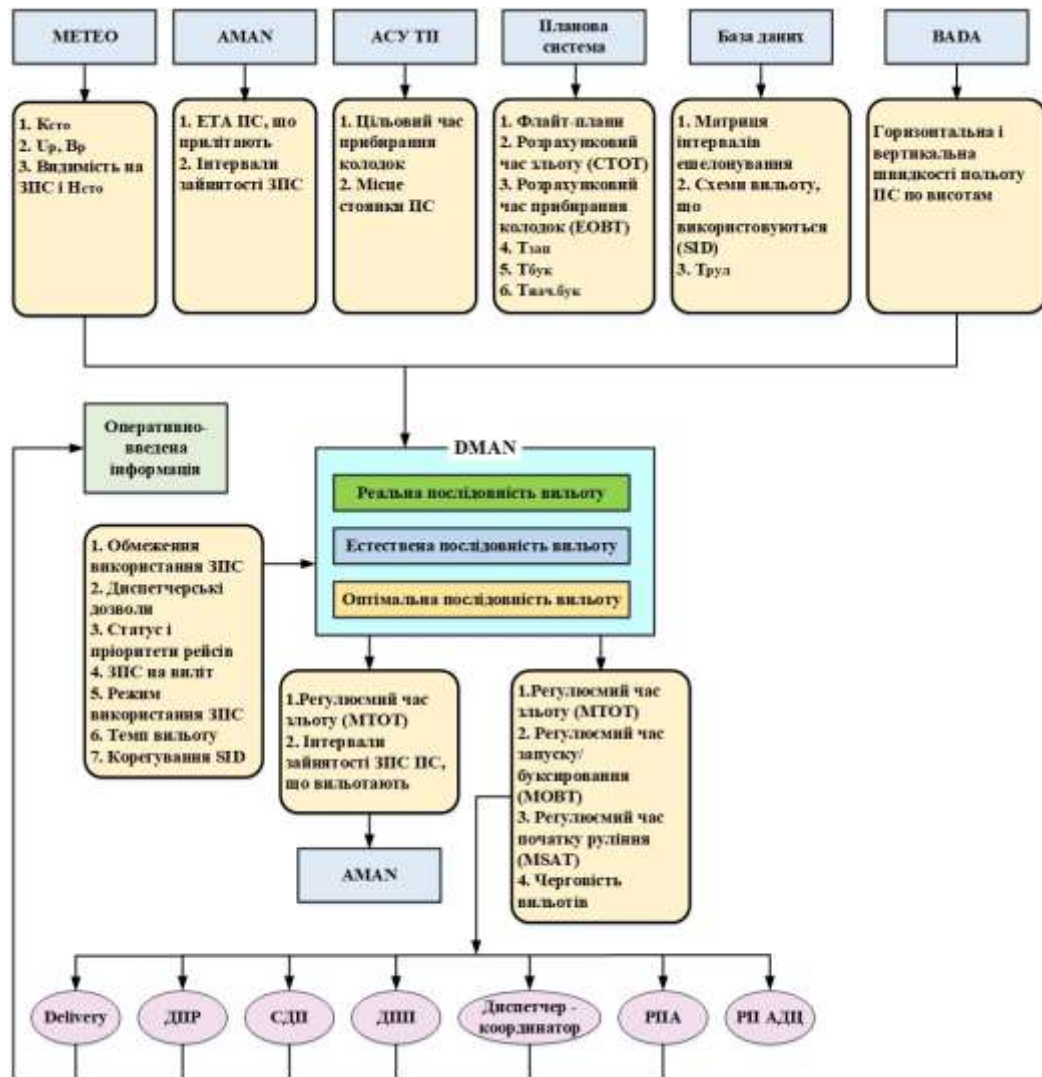 METEO
AMAN
АСУ ТП
Планова
система
База даних
BADA
1. Ксто
2. Up, Bp
3. Видимість на
ЗПС і Нсто
1. ETA ПС, що
прилітають
2. Інтервали
зайнятості ЗПС
1. Цільовий час
прибирання
колодок
2. Місце
стоянки ПС
1. Флайт-плани
2. Розрахунковий
час зльоту (СТОТ)
3. Розрахунковий
час прибирання
колодок (ЕОВТ)
4. Тзап
5. Тбук
6. Тнач.бук
1. Матриця
інтервалів
ешелонування
2. Схеми вильоту,
що
використовуються
(SID)
3. Трул
Горизонтальна і
вертикальна
швидкості польоту
ПС по висотам
Оперативно-
введена
інформація
DMAN
Реальна послідовність вильоту
Естествена послідовність вильоту
Оптімальна послідовність вильоту
1. Обмеження
використання ЗПС
2. Диспетчерські
дозволи
3. Статус і
пріоритети рейсів
4. ЗПС на виліт
5. Режим
використання ЗПС
6. Темп вильоту
7. Корегування SID
1.Регулюємий час
зльоту (МТОТ)
2. Інтервали
зайнятості ЗПС ПС,
що вильотають
AMAN
1.Регулюємий час
зльоту (МТОТ)
2. Регулюємий час
запуску/
буксировання
(МОВТ)
3. Регулюємий час
початку руління
(MSAT)
4. Черговість
вильотів
Delivery
ДПР
СДП
ДПП
Диспетчер -
координатор
РПА
РП АДЦ